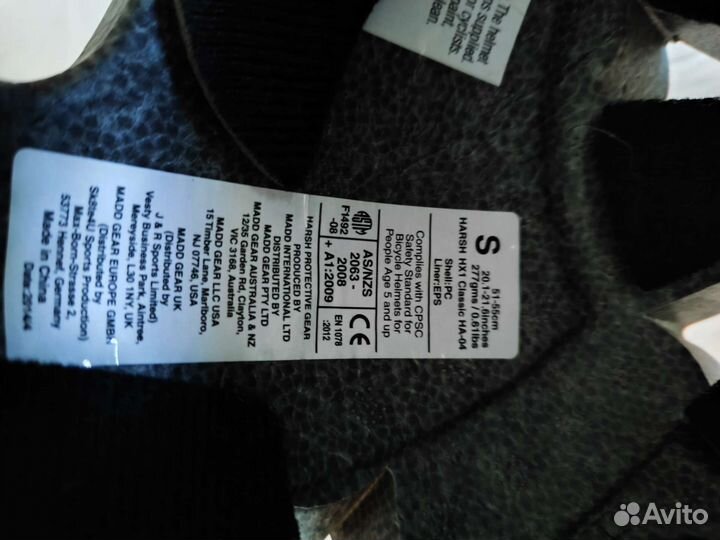 The helmet
supplied
cyclists.
S
51-55cm
20.1-21.6inches
277gms / 0.61lbs
HARSH HX1 Classic HA-04
Shell:PC
Liner:EPS
Complies with CPSC
Safety Standard for
Bicycle Helmets for
People Age 5 and up
ASTM
F1492
-08
AS/NZS
2063 -
2008
+ A1:2009
CE
EN 1078
:2012
HARSH PROTECTIVE GEAR
PRODUCED BY
MADD INTERNATIONAL LTD
DISTRIBUTED BY
MADD GEAR PTY LTD
MADD GEAR AUSTRALIA & NZ
12/35 Garden Rd, Clayton,
VIC 3168, Australia
MADD GEAR LLC USA
15 Timber Lane, Marlboro,
NJ 07746, USA
MADD GEAR UK
(Distributed by
J & R Sports Limited)
Vesty Business Park Aintree,
Merseyside, L30 1NY, UK
MADD GEAR EUROPE GMBH
(Distributed by
Sk8te4U Sports Production)
Max-Born-Strasse 2,
53773 Hennef, Germany
Made in China
Avito